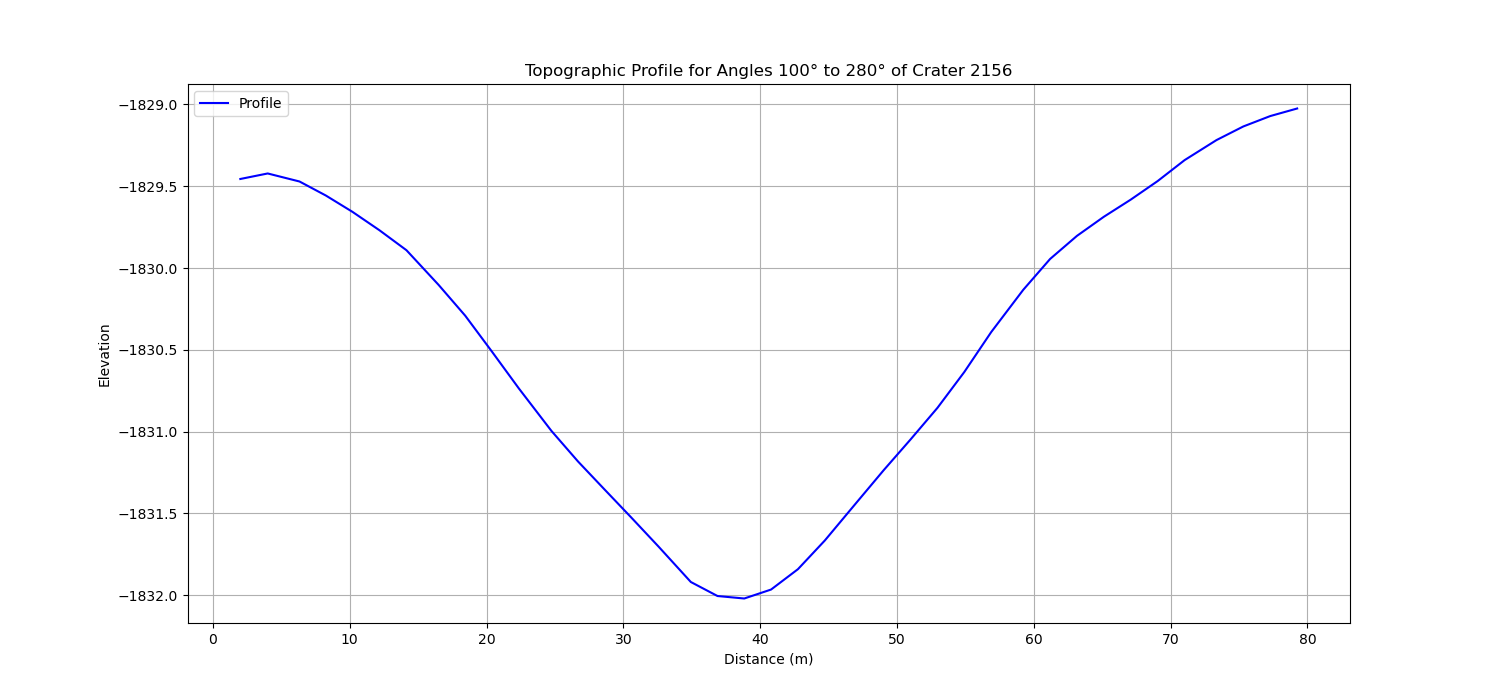 Topographic Profile for Angles 100° to 280° of Crater 2156
Profile
Elevation
−1829.0
−1829.5
−1830.0
−1830.5
−1831.0
−1831.5
−1832.0
0 10 20 30 40 50 60 70 80
Distance (m)